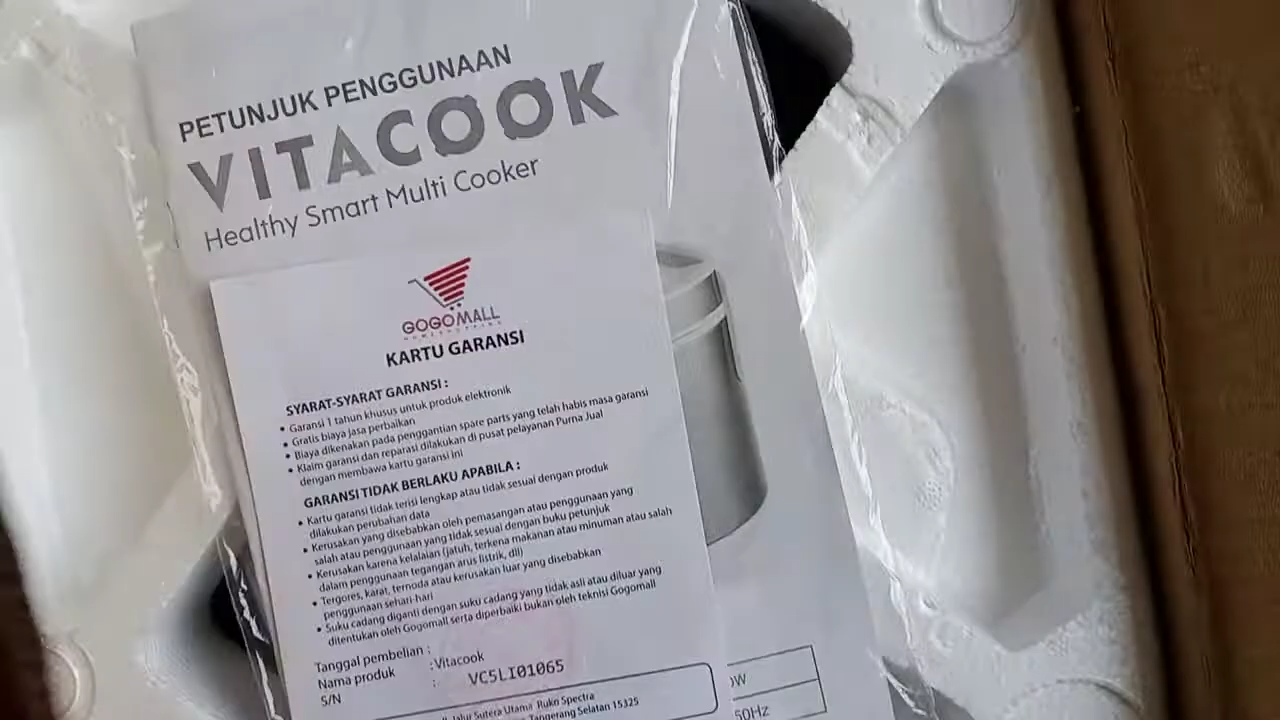 PETUNJUK PENGGUNAAN
VITACOOK
Healthy Smart Multi Cooker
GOGOMALL
KARTU GARANSI
SYARAT-SYARAT GARANSI :
• Garansi 1 tahun khusus untuk produk elektronik
• Gratis biaya jasa perbaikan
• Biaya dikenakan pada penggantian spare parts yang telah habis masa garansi
• Klaim garansi dan reparasi dilakukan di pusat pelayanan Purna Jual
dengan membawa kartu garansi ini
GARANSI TIDAK BERLAKU APABILA :
• Kartu garansi tidak terisi lengkap atau tidak sesuai dengan produk
dilakukan perubahan data
• Kerusakan yang disebabkan oleh pemasangan atau penggunaan yang
salah atau penggunaan yang tidak sesuai dengan buku petunjuk
• Kerusakan karena kelalaian (jatuh, terkena makanan atau minuman atau salah
dalam penggunaan tegangan arus listrik, dll)
• Tergores, karat, ternoda atau kerusakan luar yang disebabkan
penggunaan sehari-hari
• Suku cadang diganti dengan suku cadang yang tidak asli atau diluar yang
ditentukan oleh Gogomall serta diperbaiki bukan oleh teknisi Gogomall
Tanggal pembelian :
Nama produk : Vitacook
S/N : VC5LI01065
Jalur Sutera Utama Ruko Spectra
Tangerang Selatan 15325
0W
50Hz